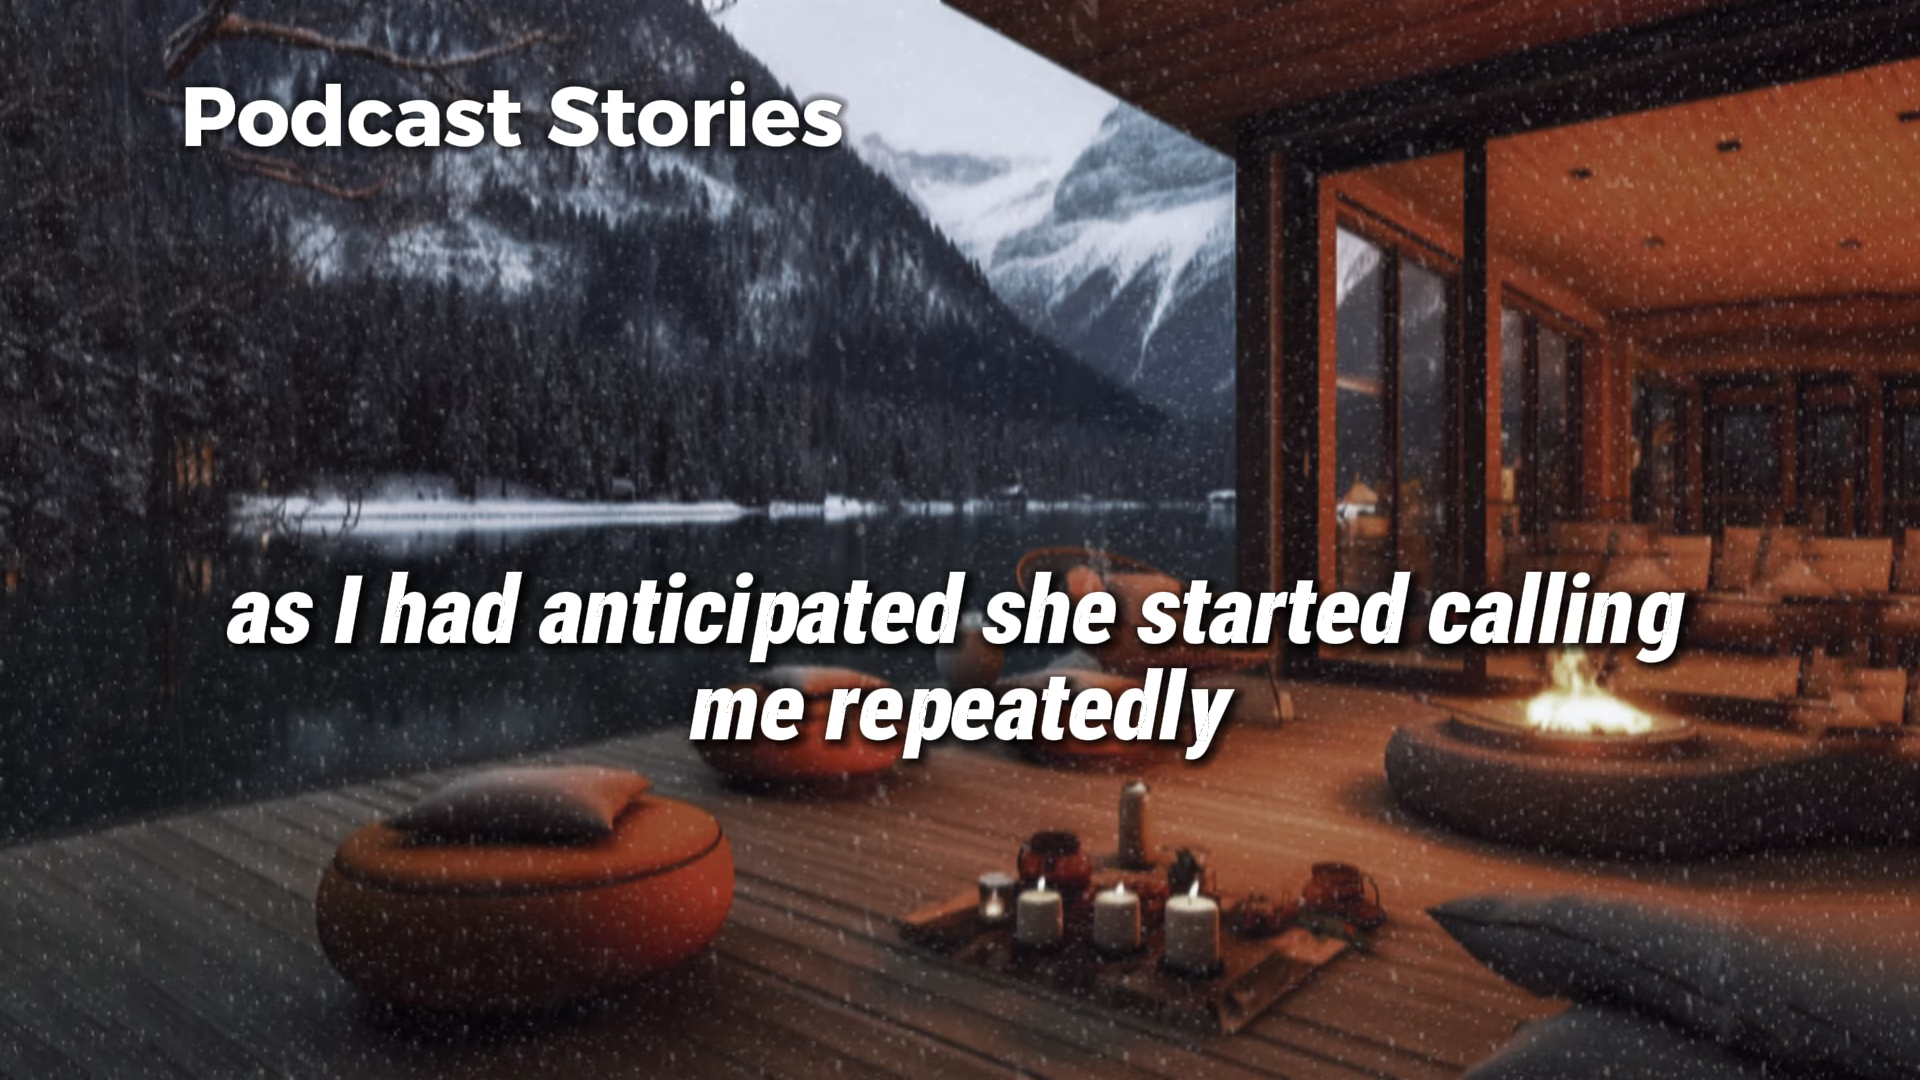 Podcast Stories
as I had anticipated she started calling
me repeatedly